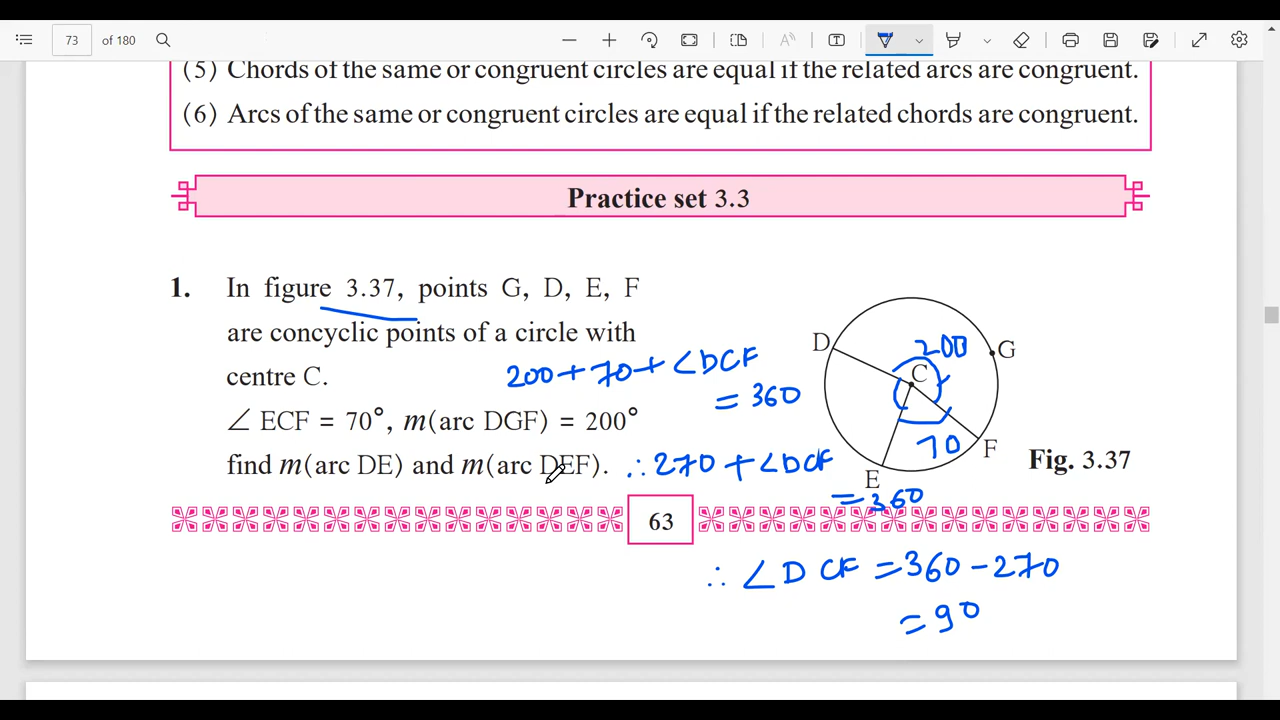 73 of 180
(5) Chords of the same or congruent circles are equal if the related arcs are congruent.
(6) Arcs of the same or congruent circles are equal if the related chords are congruent.
Practice set 3.3
1. In figure 3.37, points G, D, E, F
are concyclic points of a circle with
centre C.
∠ ECF = 70°, m(arc DGF) = 200°
find m(arc DE) and m(arc DEF).
200 + 70 + ∠DCF
= 360
∴ 270 + ∠DCF
= 360
D
G
C
200
70
F
E
Fig. 3.37
63
∴ ∠DCF = 360 - 270
= 90